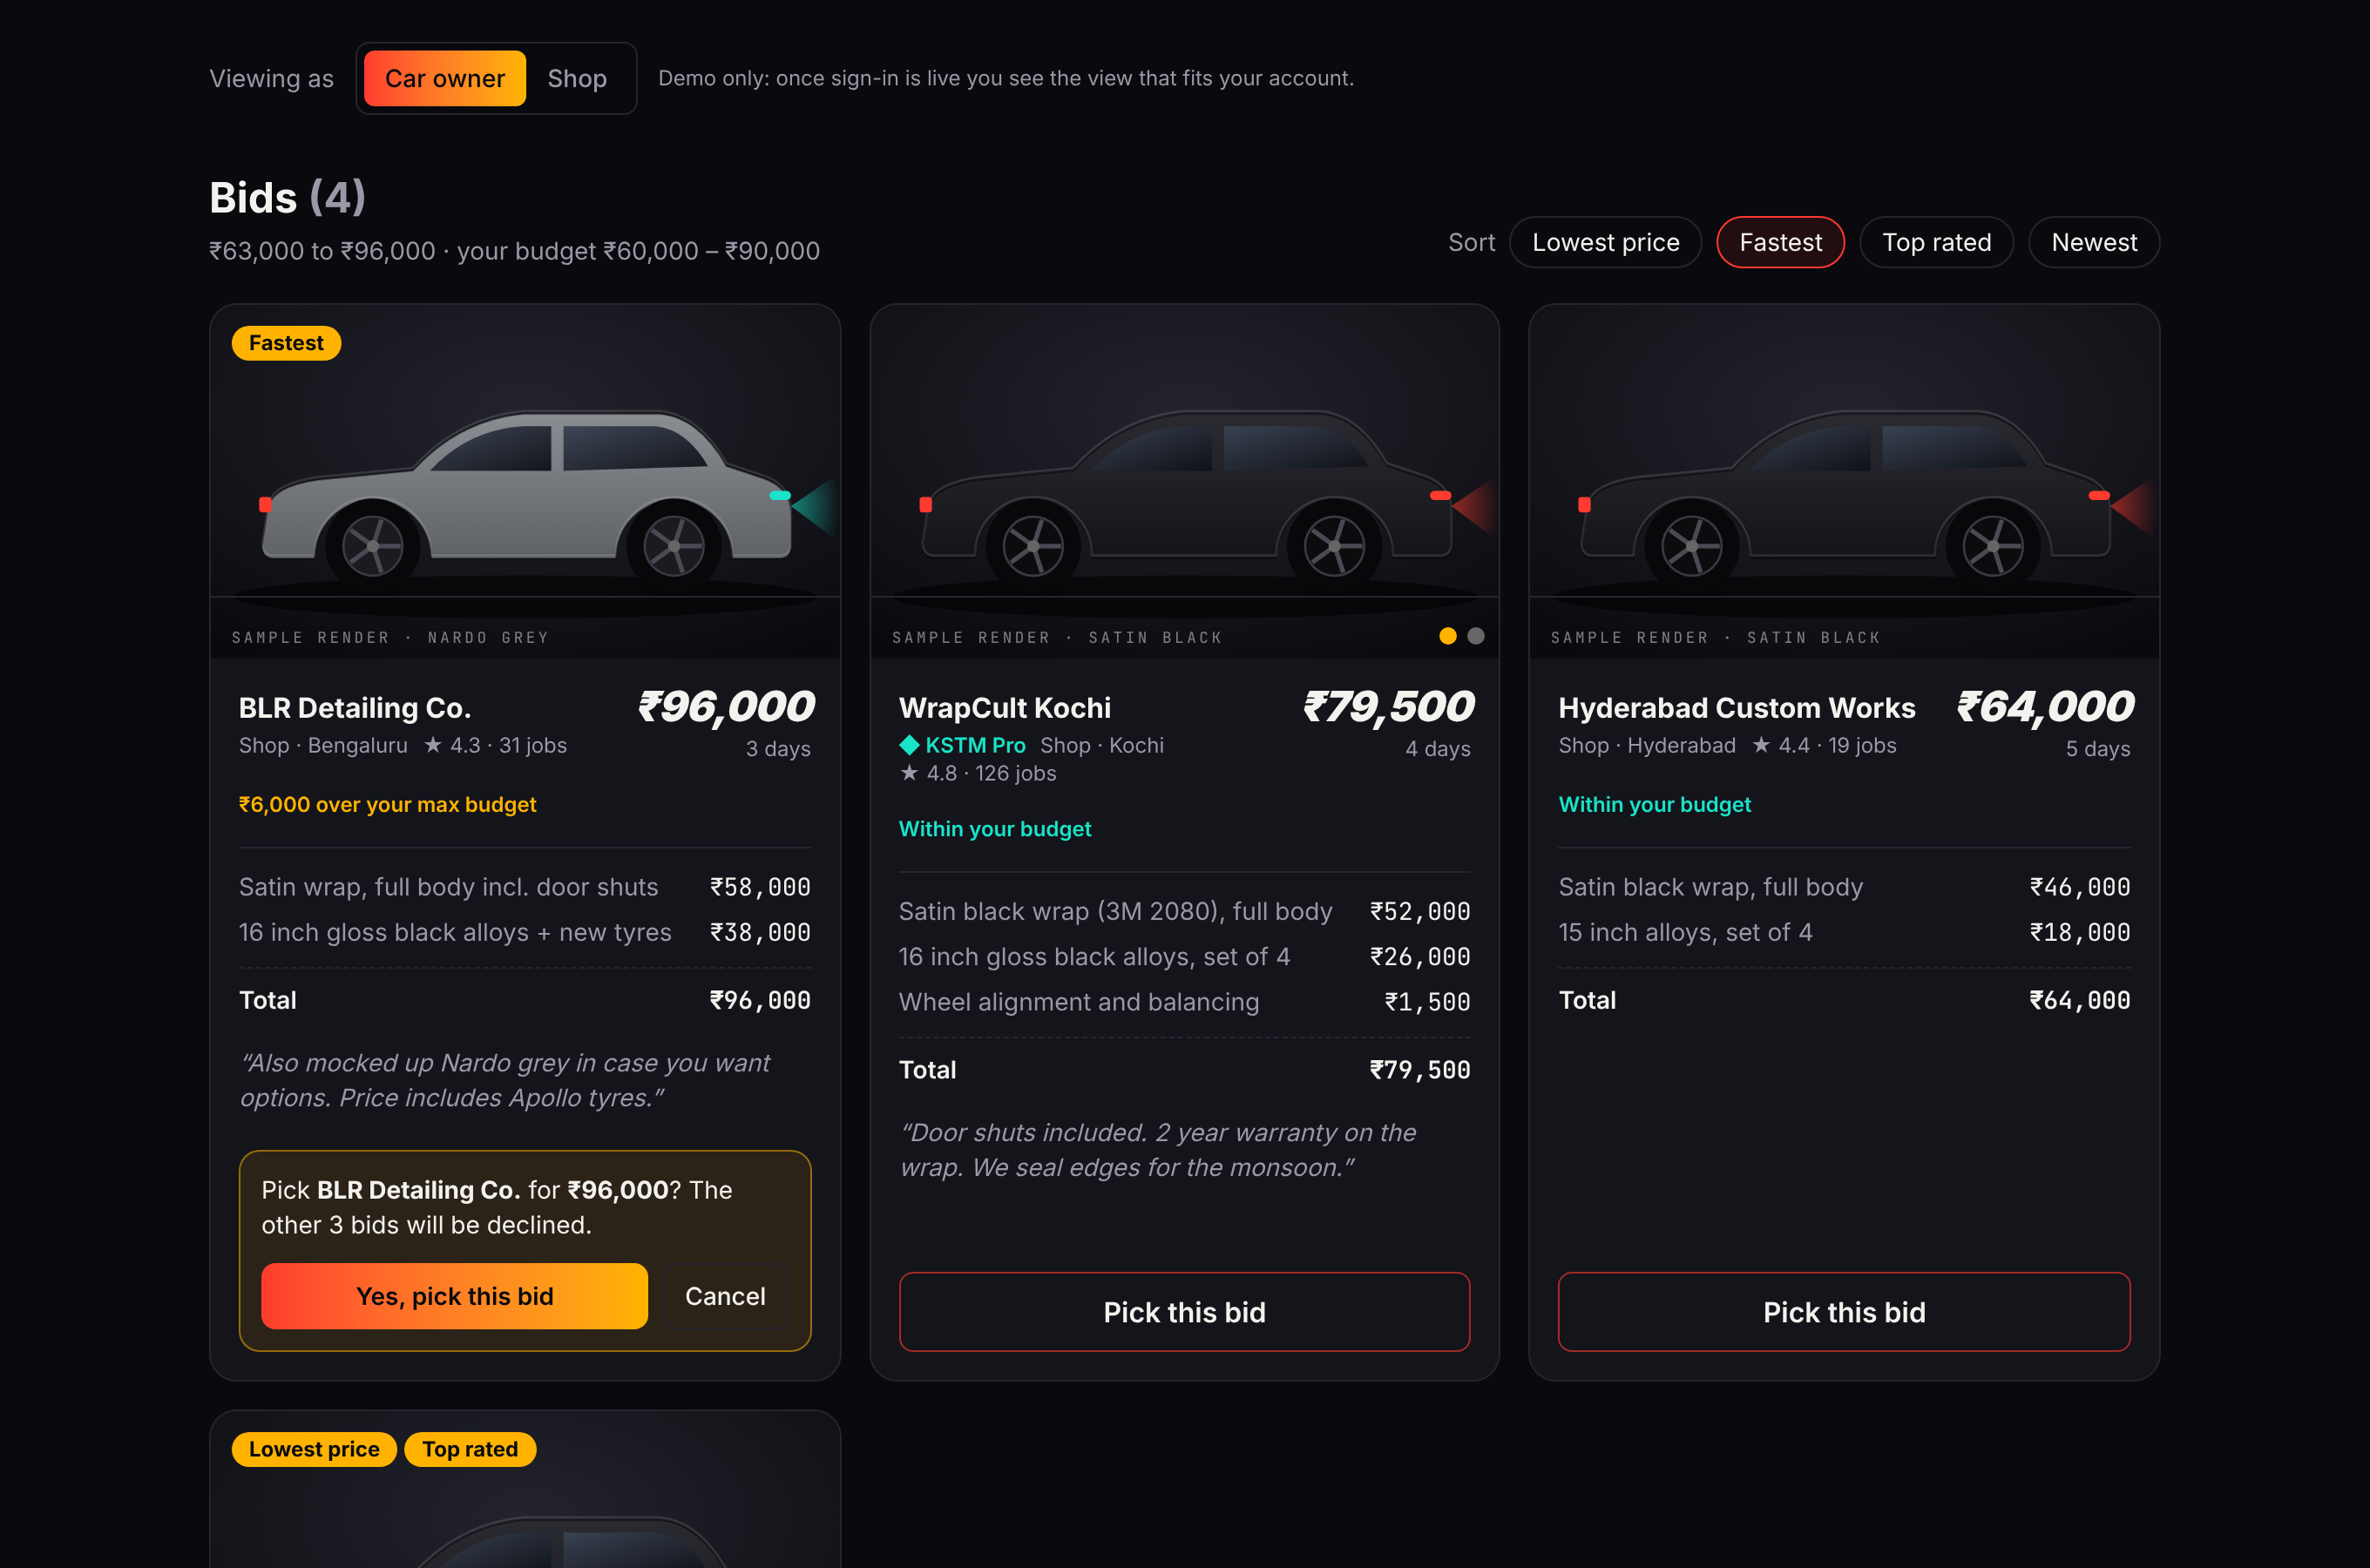 Viewing as
Car owner
Shop
Demo only: once sign-in is live you see the view that fits your account.
Bids (4)
₹63,000 to ₹96,000 · your budget ₹60,000 – ₹90,000
Sort
Lowest price
Fastest
Top rated
Newest
Fastest
SAMPLE RENDER · NARDO GREY
BLR Detailing Co.
₹96,000
Shop · Bengaluru ★ 4.3 · 31 jobs
3 days
₹6,000 over your max budget
Satin wrap, full body incl. door shuts ₹58,000
16 inch gloss black alloys + new tyres ₹38,000
Total ₹96,000
“Also mocked up Nardo grey in case you want
options. Price includes Apollo tyres.”
Pick BLR Detailing Co. for ₹96,000? The
other 3 bids will be declined.
Yes, pick this bid
Cancel
SAMPLE RENDER · SATIN BLACK
WrapCult Kochi
₹79,500
◆ KSTM Pro Shop · Kochi
4 days
★ 4.8 · 126 jobs
Within your budget
Satin black wrap (3M 2080), full body ₹52,000
16 inch gloss black alloys, set of 4 ₹26,000
Wheel alignment and balancing ₹1,500
Total ₹79,500
“Door shuts included. 2 year warranty on the
wrap. We seal edges for the monsoon.”
Pick this bid
SAMPLE RENDER · SATIN BLACK
Hyderabad Custom Works
₹64,000
Shop · Hyderabad ★ 4.4 · 19 jobs
5 days
Within your budget
Satin black wrap, full body ₹46,000
15 inch alloys, set of 4 ₹18,000
Total ₹64,000
Pick this bid
Lowest price
Top rated